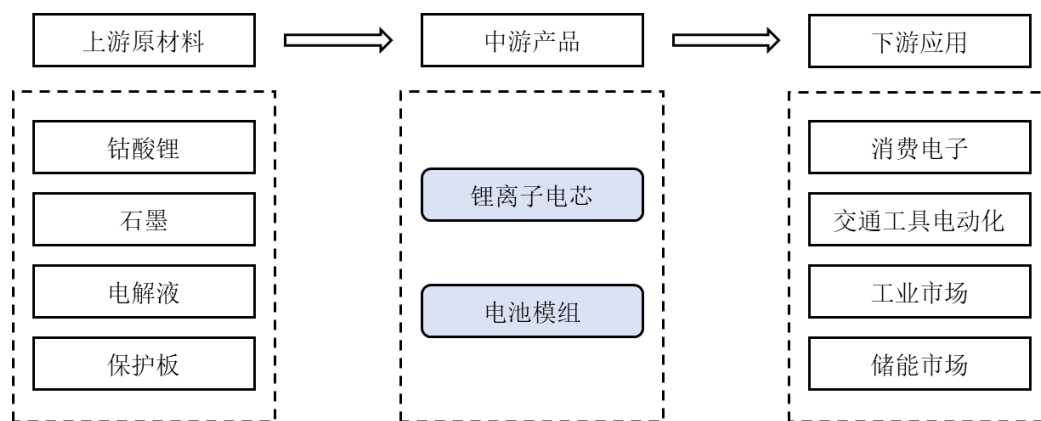 上游原材料
中游产品
下游应用
钴酸锂
石墨
电解液
保护板
锂离子电芯
电池模组
消费电子
交通工具电动化
工业市场
储能市场